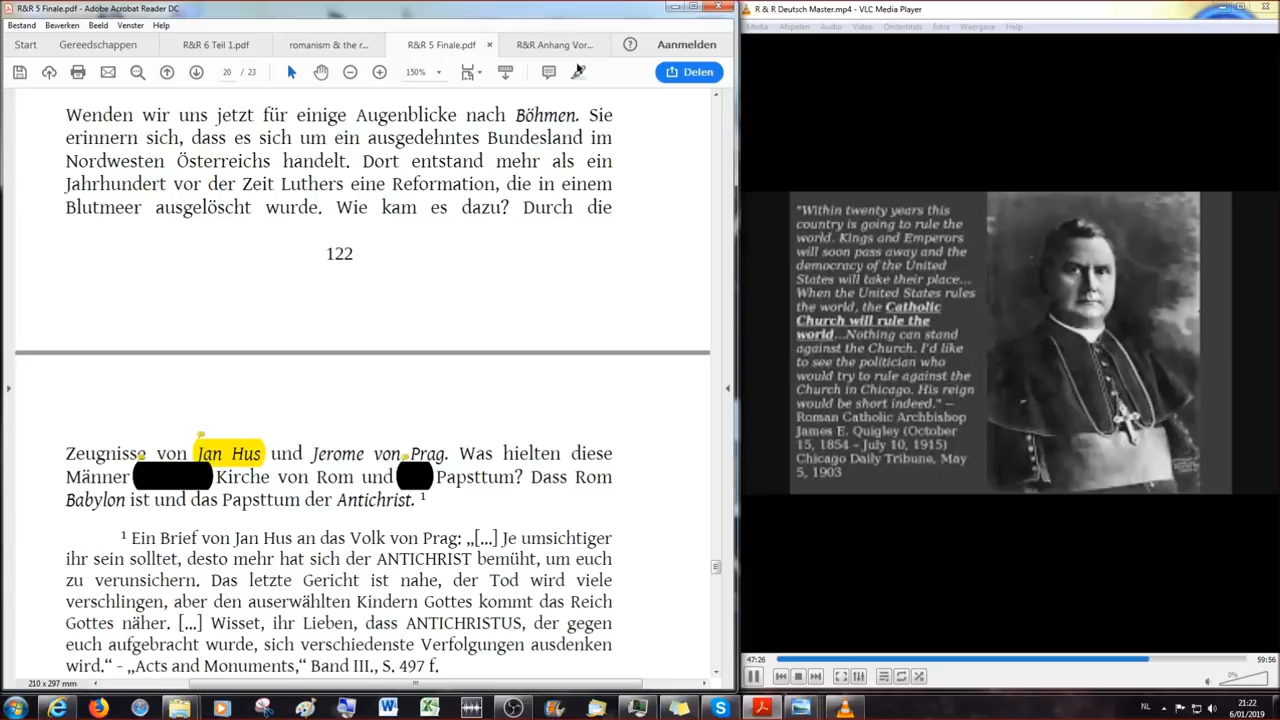 R&R 5 Finale.pdf - Adobe Acrobat Reader DC
Bestand Bewerken Beeld Venster Help
Start Gereedschappen R&R 6 Teil 1.pdf romanism & the r... R&R 5 Finale.pdf × R&R Anhang Vor... Aanmelden
20 / 23 150% Delen
Wenden wir uns jetzt für einige Augenblicke nach Böhmen. Sie
erinnern sich, dass es sich um ein ausgedehntes Bundesland im
Nordwesten Österreichs handelt. Dort entstand mehr als ein
Jahrhundert vor der Zeit Luthers eine Reformation, die in einem
Blutmeer ausgelöscht wurde. Wie kam es dazu? Durch die
122
Zeugnisse von Jan Hus und Jerome von Prag. Was hielten diese
Männer Kirche von Rom und Papsttum? Dass Rom
Babylon ist und das Papsttum der Antichrist. ¹
¹ Ein Brief von Jan Hus an das Volk von Prag: „[...] Je umsichtiger
ihr sein solltet, desto mehr hat sich der ANTICHRIST bemüht, um euch
zu verunsichern. Das letzte Gericht ist nahe, der Tod wird viele
verschlingen, aber den auserwählten Kindern Gottes kommt das Reich
Gottes näher. [...] Wisset, ihr Lieben, dass ANTICHRISTUS, der gegen
euch aufgebracht wurde, sich verschiedenste Verfolgungen ausdenken
wird.“ - „Acts and Monuments,“ Band III., S. 497 f.
210 x 297 mm
R & R Deutsch Master.mp4 - VLC Media Player
Media Afspelen Audio Video Ondertitels Extra Weergave Help
"Within twenty years this
country is going to rule the
world. Kings and Emperors
will soon pass away and the
democracy of the United
States will take their place...
When the United States rules
the world, the Catholic
Church will rule the
world...Nothing can stand
against the Church. I'd like
to see the politician who
would try to rule against the
Church in Chicago. His reign
would be short indeed." —
Roman Catholic Archbishop
James E. Quigley (October
15, 1854 – July 10, 1915)
Chicago Daily Tribune, May
5, 1903
47:26 59:56
0%
NL 21:22
6/01/2019